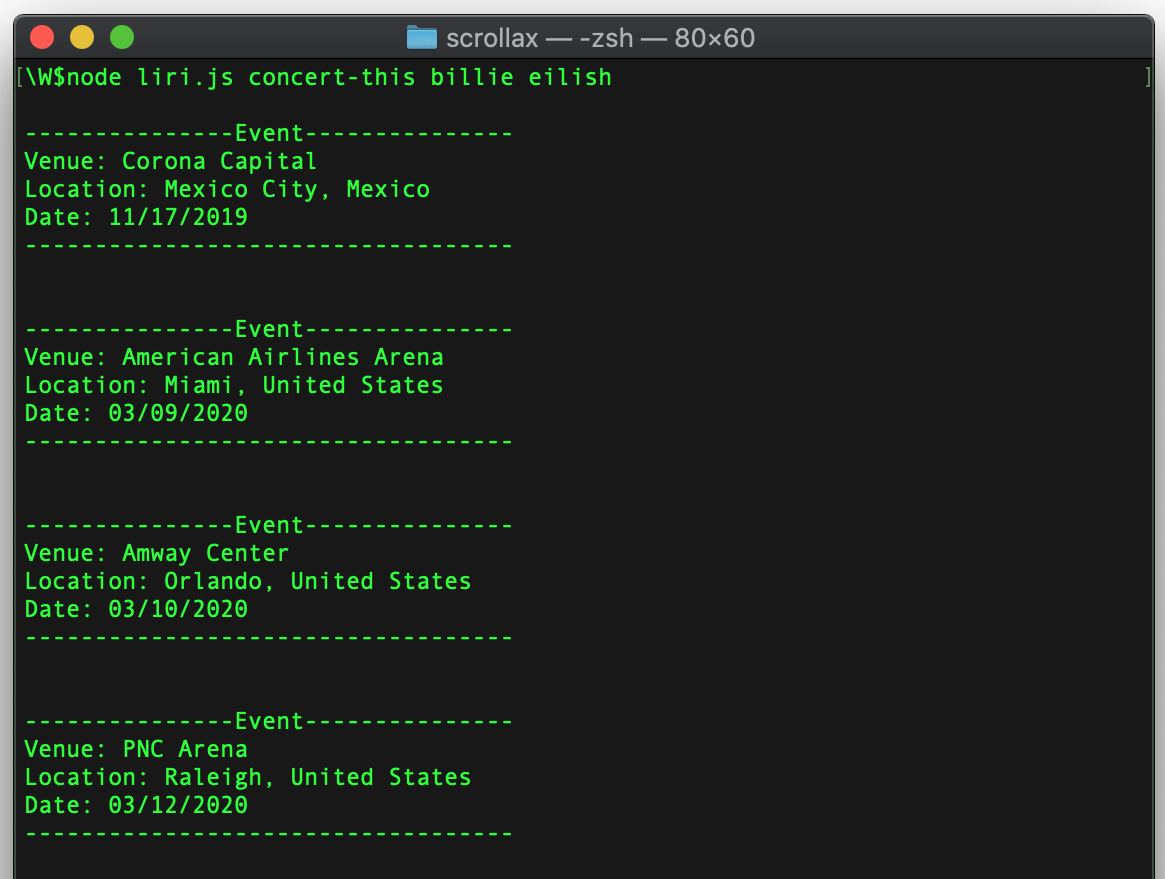 scrollax — -zsh — 80×60
[\W$node liri.js concert-this billie eilish ]
---------------Event---------------
Venue: Corona Capital
Location: Mexico City, Mexico
Date: 11/17/2019
-----------------------------------
---------------Event---------------
Venue: American Airlines Arena
Location: Miami, United States
Date: 03/09/2020
-----------------------------------
---------------Event---------------
Venue: Amway Center
Location: Orlando, United States
Date: 03/10/2020
-----------------------------------
---------------Event---------------
Venue: PNC Arena
Location: Raleigh, United States
Date: 03/12/2020
-----------------------------------